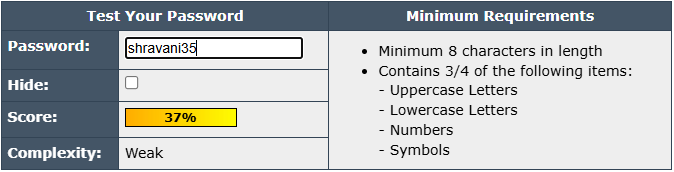 Test Your Password
Minimum Requirements
Password:
shravani35
Hide:
Score:
37%
Complexity:
Weak
• Minimum 8 characters in length
• Contains 3/4 of the following items:
- Uppercase Letters
- Lowercase Letters
- Numbers
- Symbols